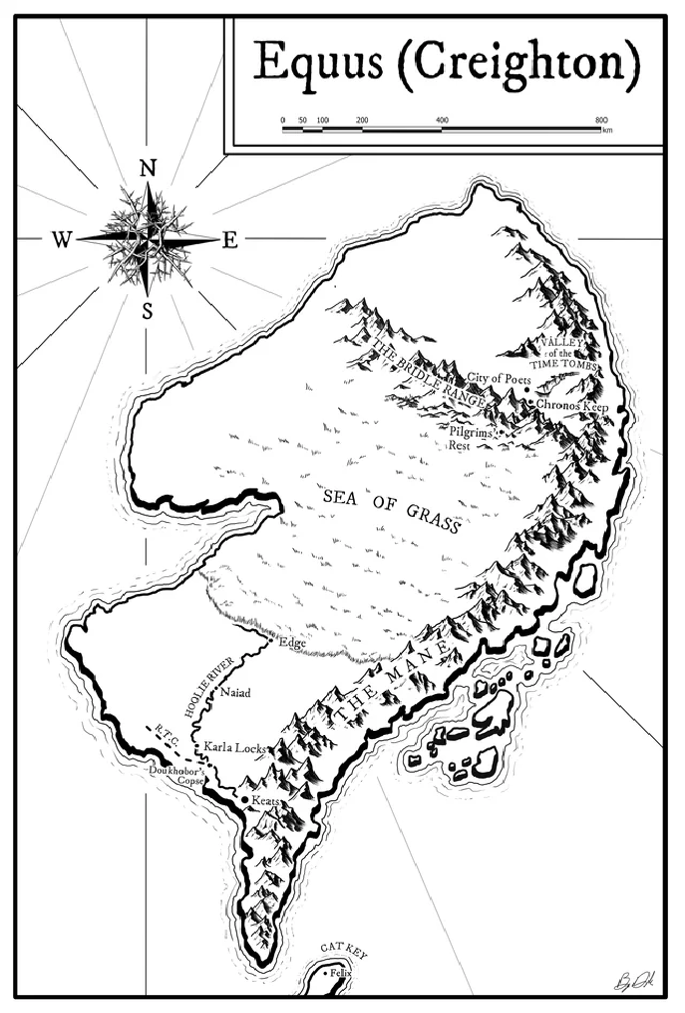 Equus (Creighton)
0 50 100 200 400 800
km
N
W E
S
VALLEY
of the
TIME TOMBS
THE BRIDLE RANGE
City of Poets
Chronos Keep
Pilgrims'
Rest
SEA OF GRASS
Edge
THE MANE
HOOLIE RIVER
Naiad
R.T.C.
Karla Locks
Doukhobor's
Copse
Keats
CAT KEY
Felix